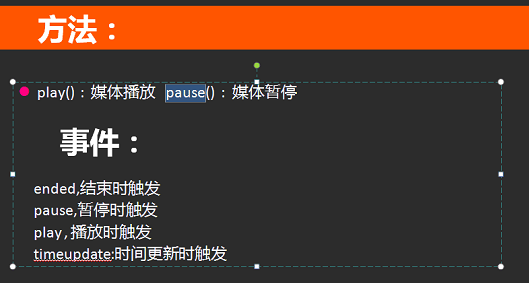 方法：
play()：媒体播放 pause()：媒体暂停
事件：
ended,结束时触发
pause,暂停时触发
play,播放时触发
timeupdate:时间更新时触发